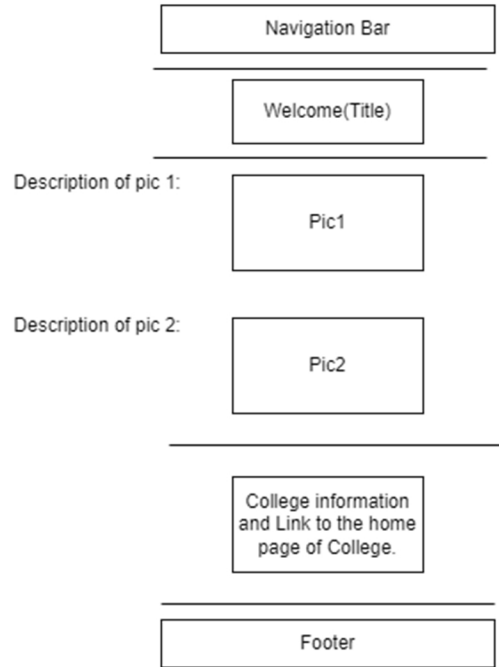 Navigation Bar
Welcome(Title)
Description of pic 1:
Pic1
Description of pic 2:
Pic2
College information
and Link to the home
page of College.
Footer